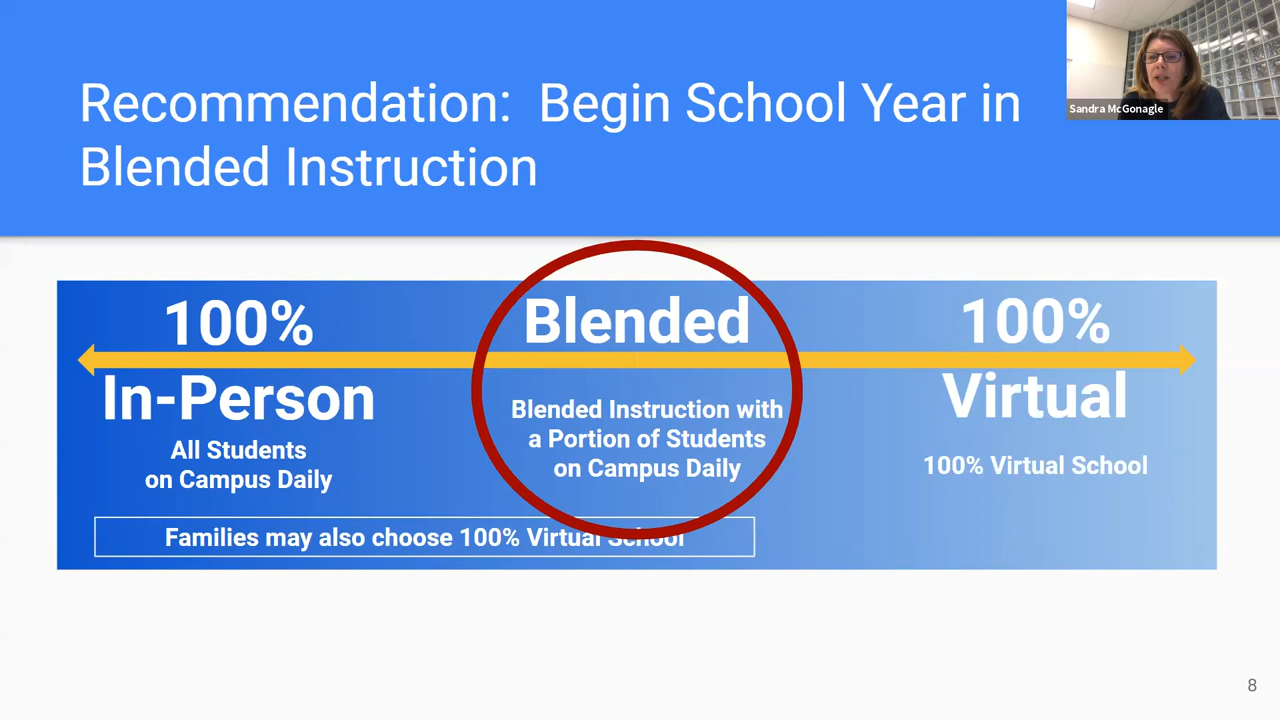 Recommendation:  Begin School Year in
Blended Instruction
Sandra McGonagle
100%
In-Person
All Students
on Campus Daily
Blended
Blended Instruction with
a Portion of Students
on Campus Daily
100%
Virtual
100% Virtual School
Families may also choose 100% Virtual School
8